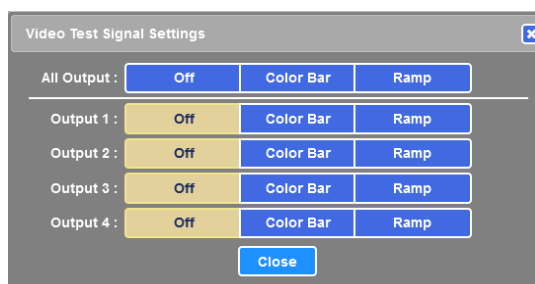 Video Test Signal Settings
All Output : Off Color Bar Ramp
Output 1 : Off Color Bar Ramp
Output 2 : Off Color Bar Ramp
Output 3 : Off Color Bar Ramp
Output 4 : Off Color Bar Ramp
Close